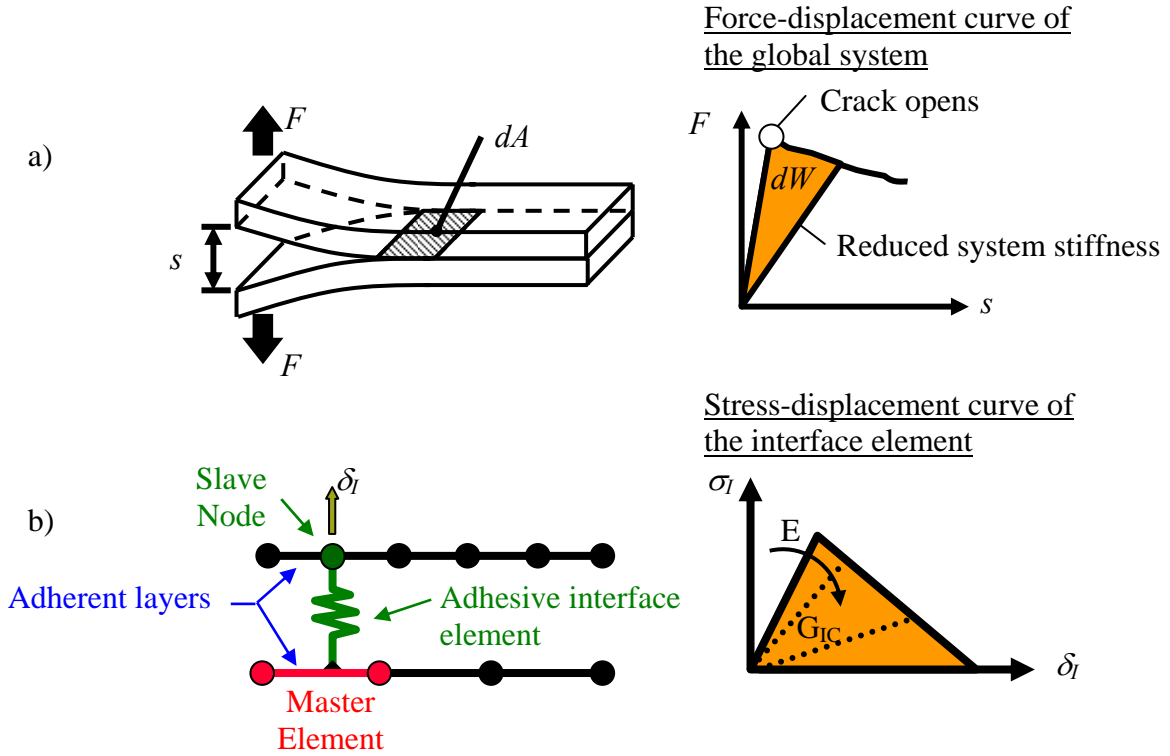 Force-displacement curve of
the global system
a)
F
dA
s
F
F
Crack opens
dW
Reduced system stiffness
s
Stress-displacement curve of
the interface element
b)
Slave
Node
δI
Adherent layers
Adhesive interface
element
Master
Element
σI
E
GIC
δI